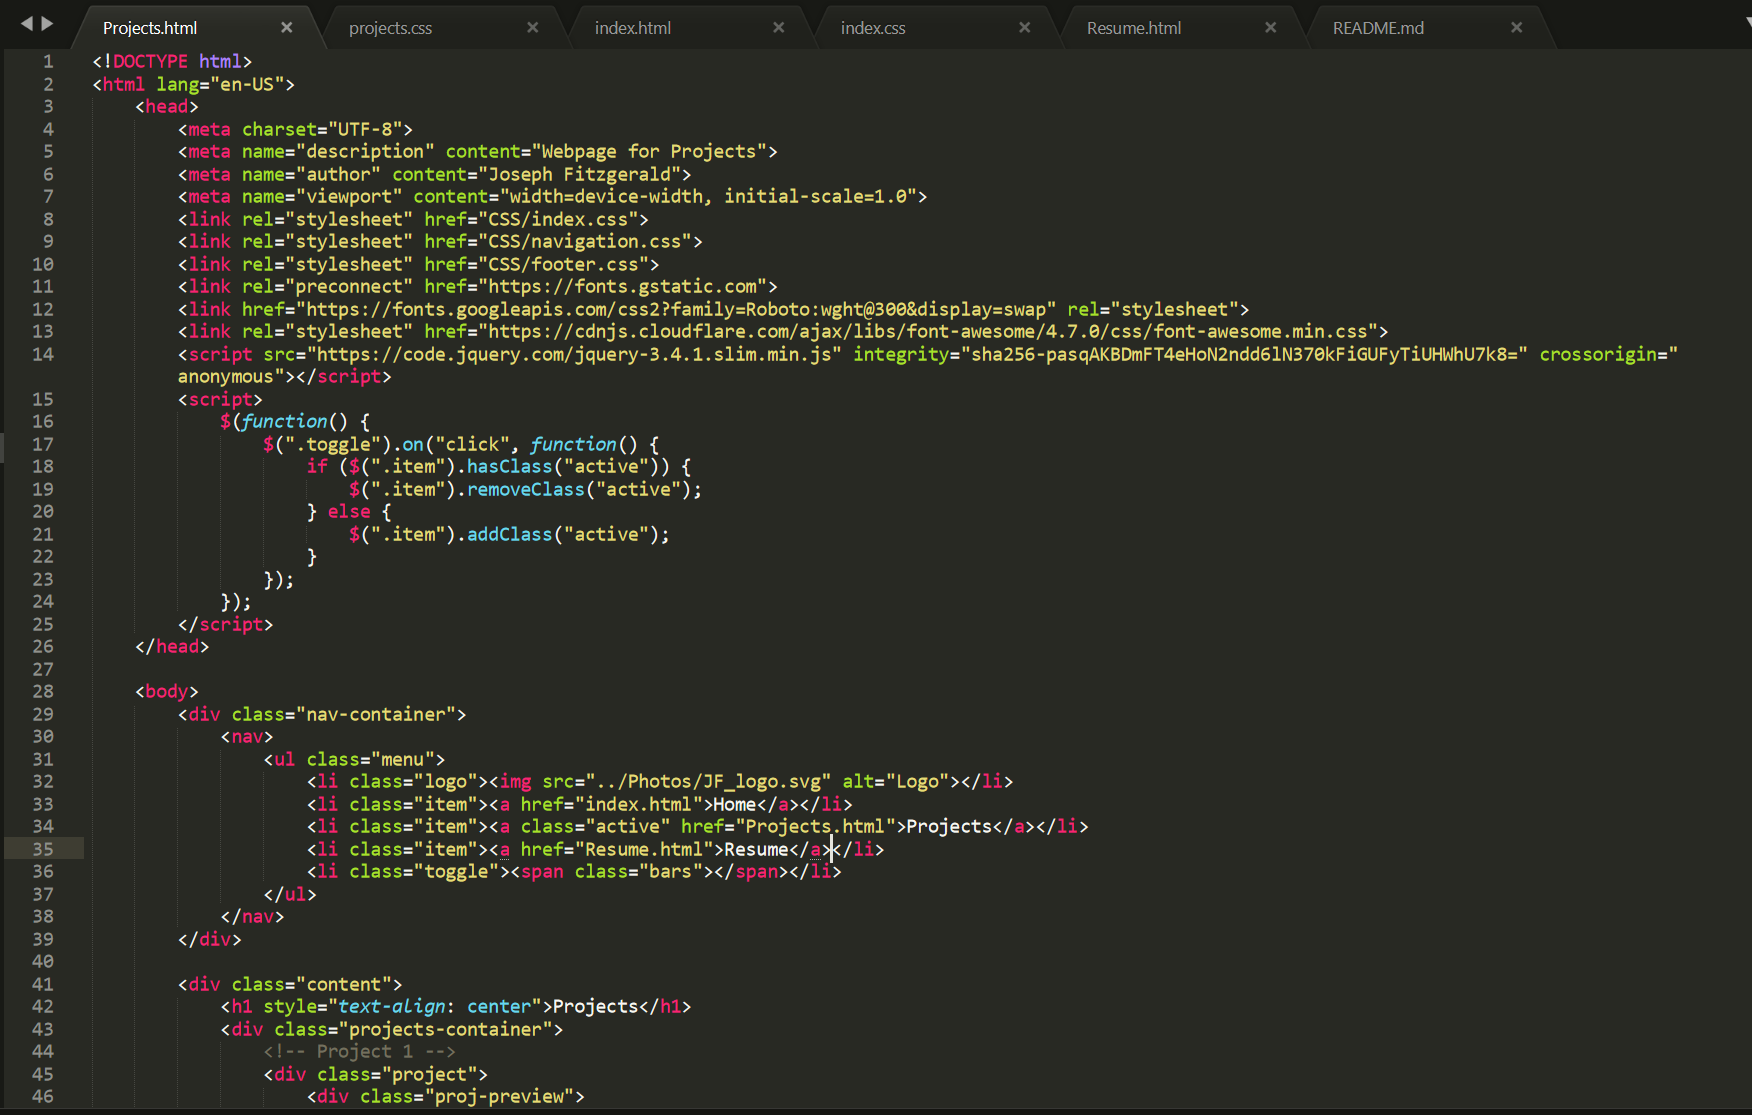 Projects.html × projects.css × index.html × index.css × Resume.html × README.md ×
1 <!DOCTYPE html>
2 <html lang="en-US">
3 <head>
4 <meta charset="UTF-8">
5 <meta name="description" content="Webpage for Projects">
6 <meta name="author" content="Joseph Fitzgerald">
7 <meta name="viewport" content="width=device-width, initial-scale=1.0">
8 <link rel="stylesheet" href="CSS/index.css">
9 <link rel="stylesheet" href="CSS/navigation.css">
10 <link rel="stylesheet" href="CSS/footer.css">
11 <link rel="preconnect" href="https://fonts.gstatic.com">
12 <link href="https://fonts.googleapis.com/css2?family=Roboto:wght@300&display=swap" rel="stylesheet">
13 <link rel="stylesheet" href="https://cdnjs.cloudflare.com/ajax/libs/font-awesome/4.7.0/css/font-awesome.min.css">
14 <script src="https://code.jquery.com/jquery-3.4.1.slim.min.js" integrity="sha256-pasqAKBDmFT4eHoN2ndd6lN370kFiGUFyTiUHWhU7k8=" crossorigin="
anonymous"></script>
15 <script>
16 $(function() {
17 $(".toggle").on("click", function() {
18 if ($(".item").hasClass("active")) {
19 $(".item").removeClass("active");
20 } else {
21 $(".item").addClass("active");
22 }
23 });
24 });
25 </script>
26 </head>
27
28 <body>
29 <div class="nav-container">
30 <nav>
31 <ul class="menu">
32 <li class="logo"><img src="../Photos/JF_logo.svg" alt="Logo"></li>
33 <li class="item"><a href="index.html">Home</a></li>
34 <li class="item"><a class="active" href="Projects.html">Projects</a></li>
35 <li class="item"><a href="Resume.html">Resume</a></li>
36 <li class="toggle"><span class="bars"></span></li>
37 </ul>
38 </nav>
39 </div>
40
41 <div class="content">
42 <h1 style="text-align: center">Projects</h1>
43 <div class="projects-container">
44 <!-- Project 1 -->
45 <div class="project">
46 <div class="proj-preview">